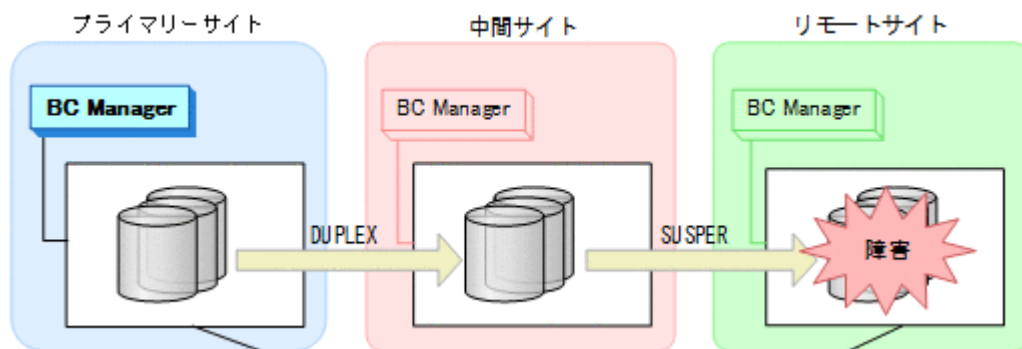 プライマリーサイト
中間サイト
リモートサイト
BC Manager
BC Manager
BC Manager
DUPLEX
SUSPER
障害